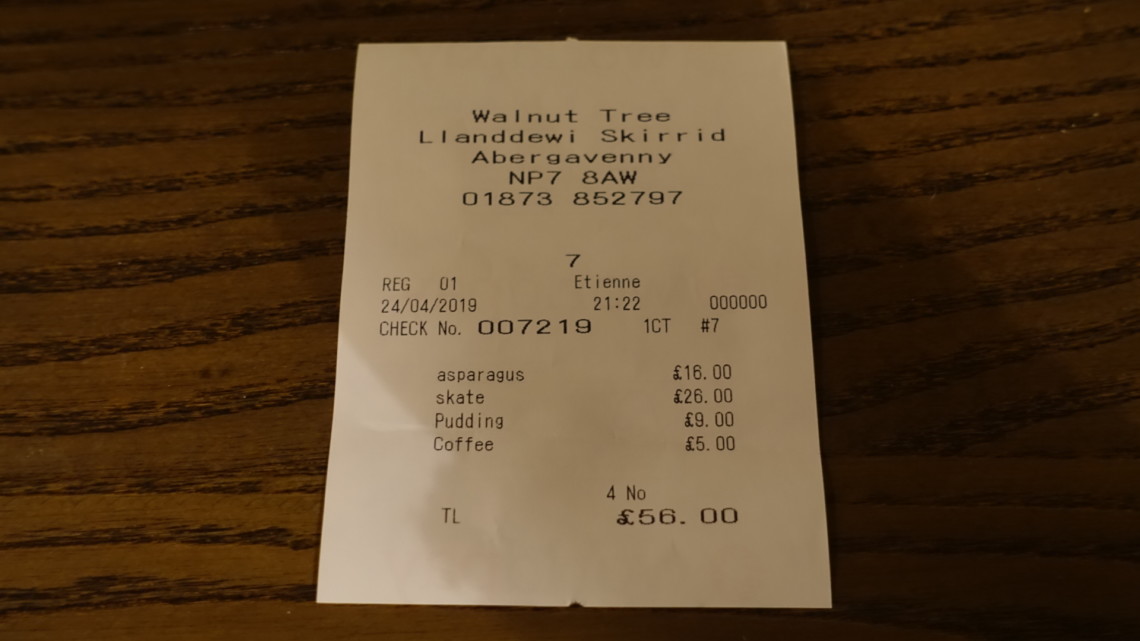 Walnut Tree
Llanddewi Skirrid
Abergavenny
NP7 8AW
01873 852797
7
REG 01 Etienne
24/04/2019 21:22 000000
CHECK No. 007219 1CT #7
asparagus £16.00
skate £26.00
Pudding £9.00
Coffee £5.00
4 No
TL £56.00